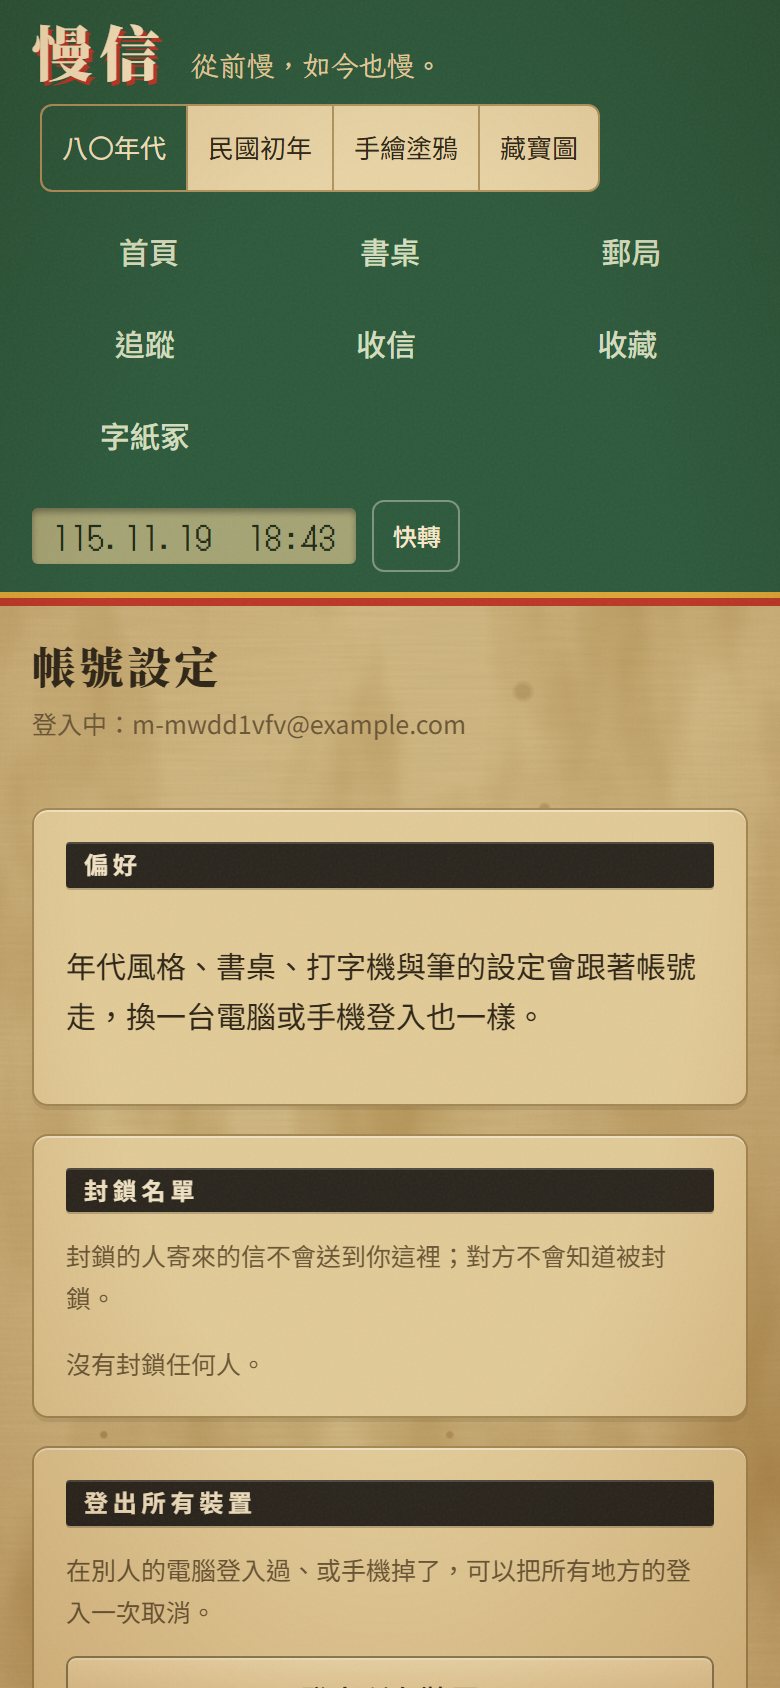 慢信
從前慢，如今也慢。
八〇年代 民國初年 手繪塗鴉 藏寶圖
首頁 書桌 郵局
追蹤 收信 收藏
字紙冢
115.11.19 18:43 快轉
帳號設定
登入中：m-mwdd1vfv@example.com
偏好
年代風格、書桌、打字機與筆的設定會跟著帳號
走，換一台電腦或手機登入也一樣。
封鎖名單
封鎖的人寄來的信不會送到你這裡；對方不會知道被封
鎖。
沒有封鎖任何人。
登出所有裝置
在別人的電腦登入過、或手機掉了，可以把所有地方的登
入一次取消。